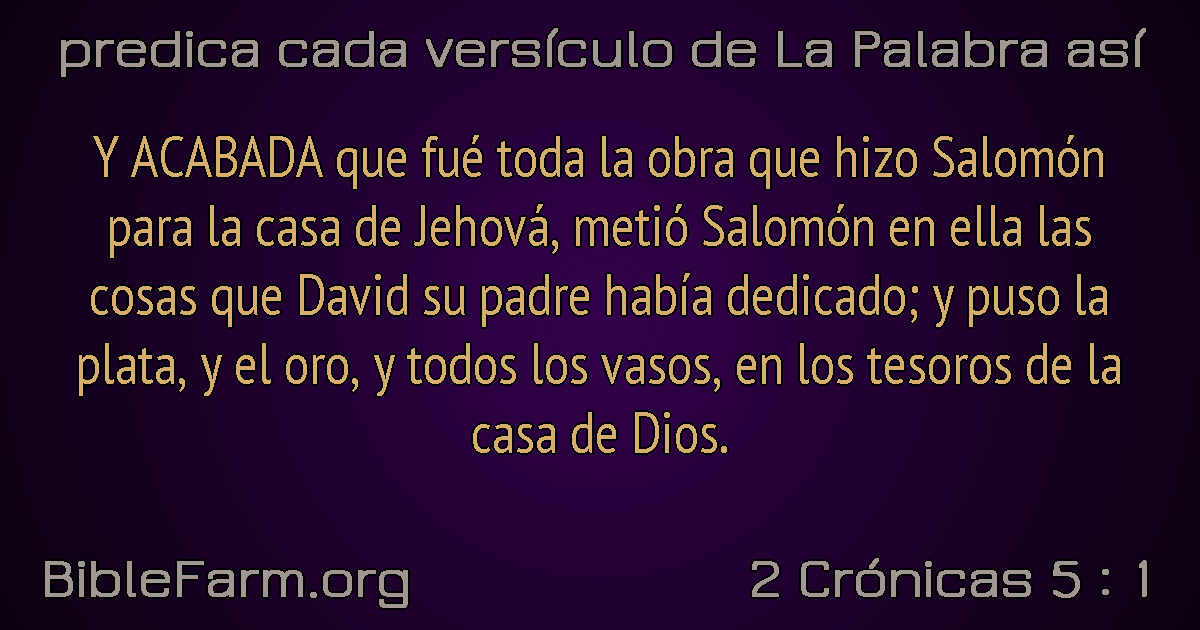 predica cada versículo de La Palabra así
Y ACABADA que fué toda la obra que hizo Salomón
para la casa de Jehová, metió Salomón en ella las
cosas que David su padre había dedicado; y puso la
plata, y el oro, y todos los vasos, en los tesoros de la
casa de Dios.
BibleFarm.org
2 Crónicas 5 : 1